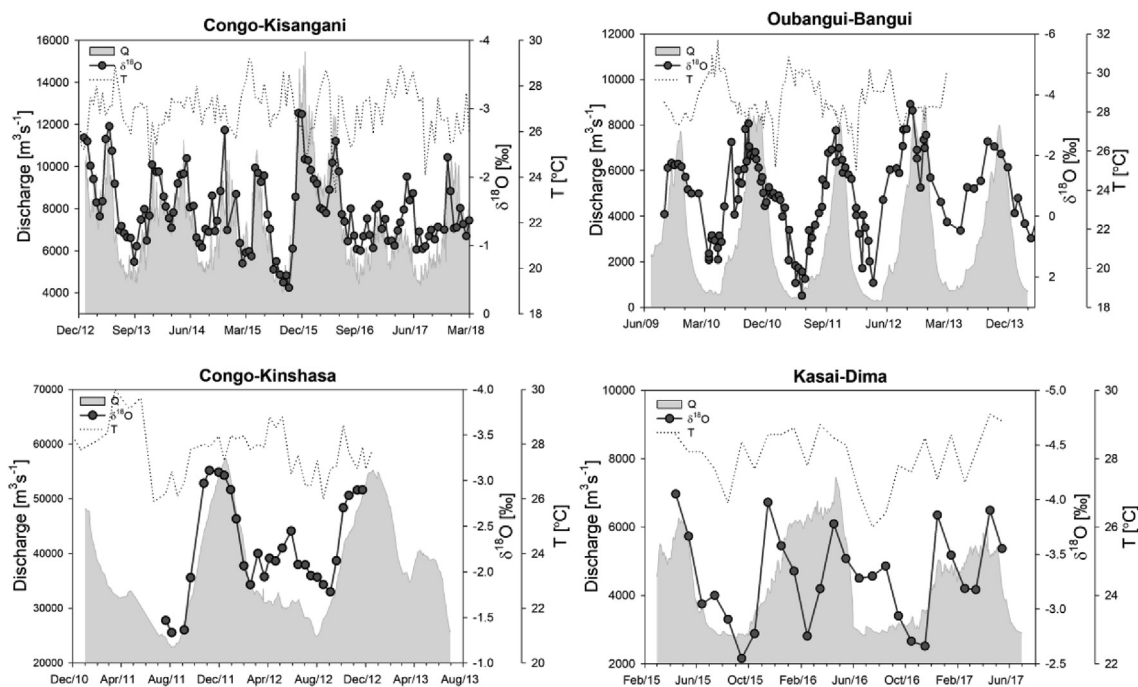 Congo-Kisangani
Q
δ¹⁸O
T
Discharge [m³s⁻¹]
16000
14000
12000
10000
8000
6000
4000
-4
-3
-2
-1
0
δ¹⁸O [‰]
30
28
26
24
22
20
18
T [°C]
Dec/12 Sep/13 Jun/14 Mar/15 Dec/15 Sep/16 Jun/17 Mar/18
Oubangui-Bangui
Q
δ¹⁸O
T
Discharge [m³s⁻¹]
12000
10000
8000
6000
4000
2000
0
-6
-4
-2
0
2
δ¹⁸O [‰]
32
30
28
26
24
22
20
18
T [°C]
Jun/09 Mar/10 Dec/10 Sep/11 Jun/12 Mar/13 Dec/13
Congo-Kinshasa
Q
δ¹⁸O
T
Discharge [m³s⁻¹]
70000
60000
50000
40000
30000
20000
-4.0
-3.5
-3.0
-2.5
-2.0
-1.5
-1.0
δ¹⁸O [‰]
30
28
26
24
22
20
T [°C]
Dec/10 Apr/11 Aug/11 Dec/11 Apr/12 Aug/12 Dec/12 Apr/13 Aug/13
Kasai-Dima
Q
δ¹⁸O
T
Discharge [m³s⁻¹]
10000
8000
6000
4000
2000
-5.0
-4.5
-4.0
-3.5
-3.0
-2.5
δ¹⁸O [‰]
30
28
26
24
22
T [°C]
Feb/15 Jun/15 Oct/15 Feb/16 Jun/16 Oct/16 Feb/17 Jun/17